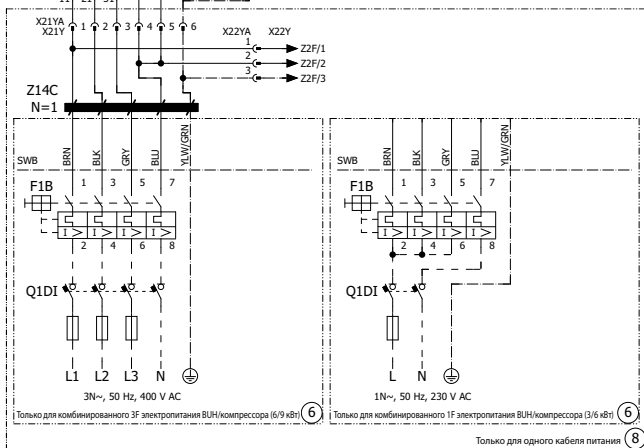 11 21 31
X21YA
X21Y 1 2 3 4 5 6
X22YA X22Y
1 Z2F/1
2 Z2F/2
3 Z2F/3
Z14C
N=1
SWB BRN BLK GRY BLU YLW/GRN
F1B 1 3 5 7
I > I > I > I >
2 4 6 8
Q1DI
L1 L2 L3 N
3N~, 50 Hz, 400 V AC
Только для комбинированного 3F электропитания BUH/компрессора (6/9 кВт) 6
SWB BRN BLK GRY BLU YLW/GRN
F1B 1 3 5 7
I > I > I > I >
2 4 6 8
Q1DI
L N
1N~, 50 Hz, 230 V AC
Только для комбинированного 1F электропитания BUH/компрессора (3/6 кВт) 6
Только для одного кабеля питания 8